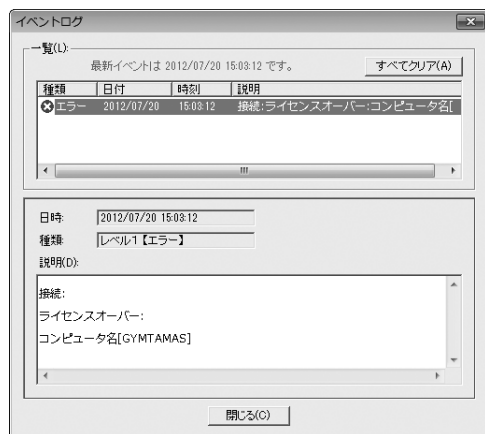 イベントログ
一覧(L):
最新イベントは 2012/07/20 15:03:12 です。
すべてクリア(A)
種類 日付 時刻 説明
エラー 2012/07/20 15:03:12 接続:ライセンスオーバー:コンピュータ名[
日時: 2012/07/20 15:03:12
種類: レベル1【エラー】
説明(D):
接続:
ライセンスオーバー:
コンピュータ名[GYMTAMAS]
閉じる(C)